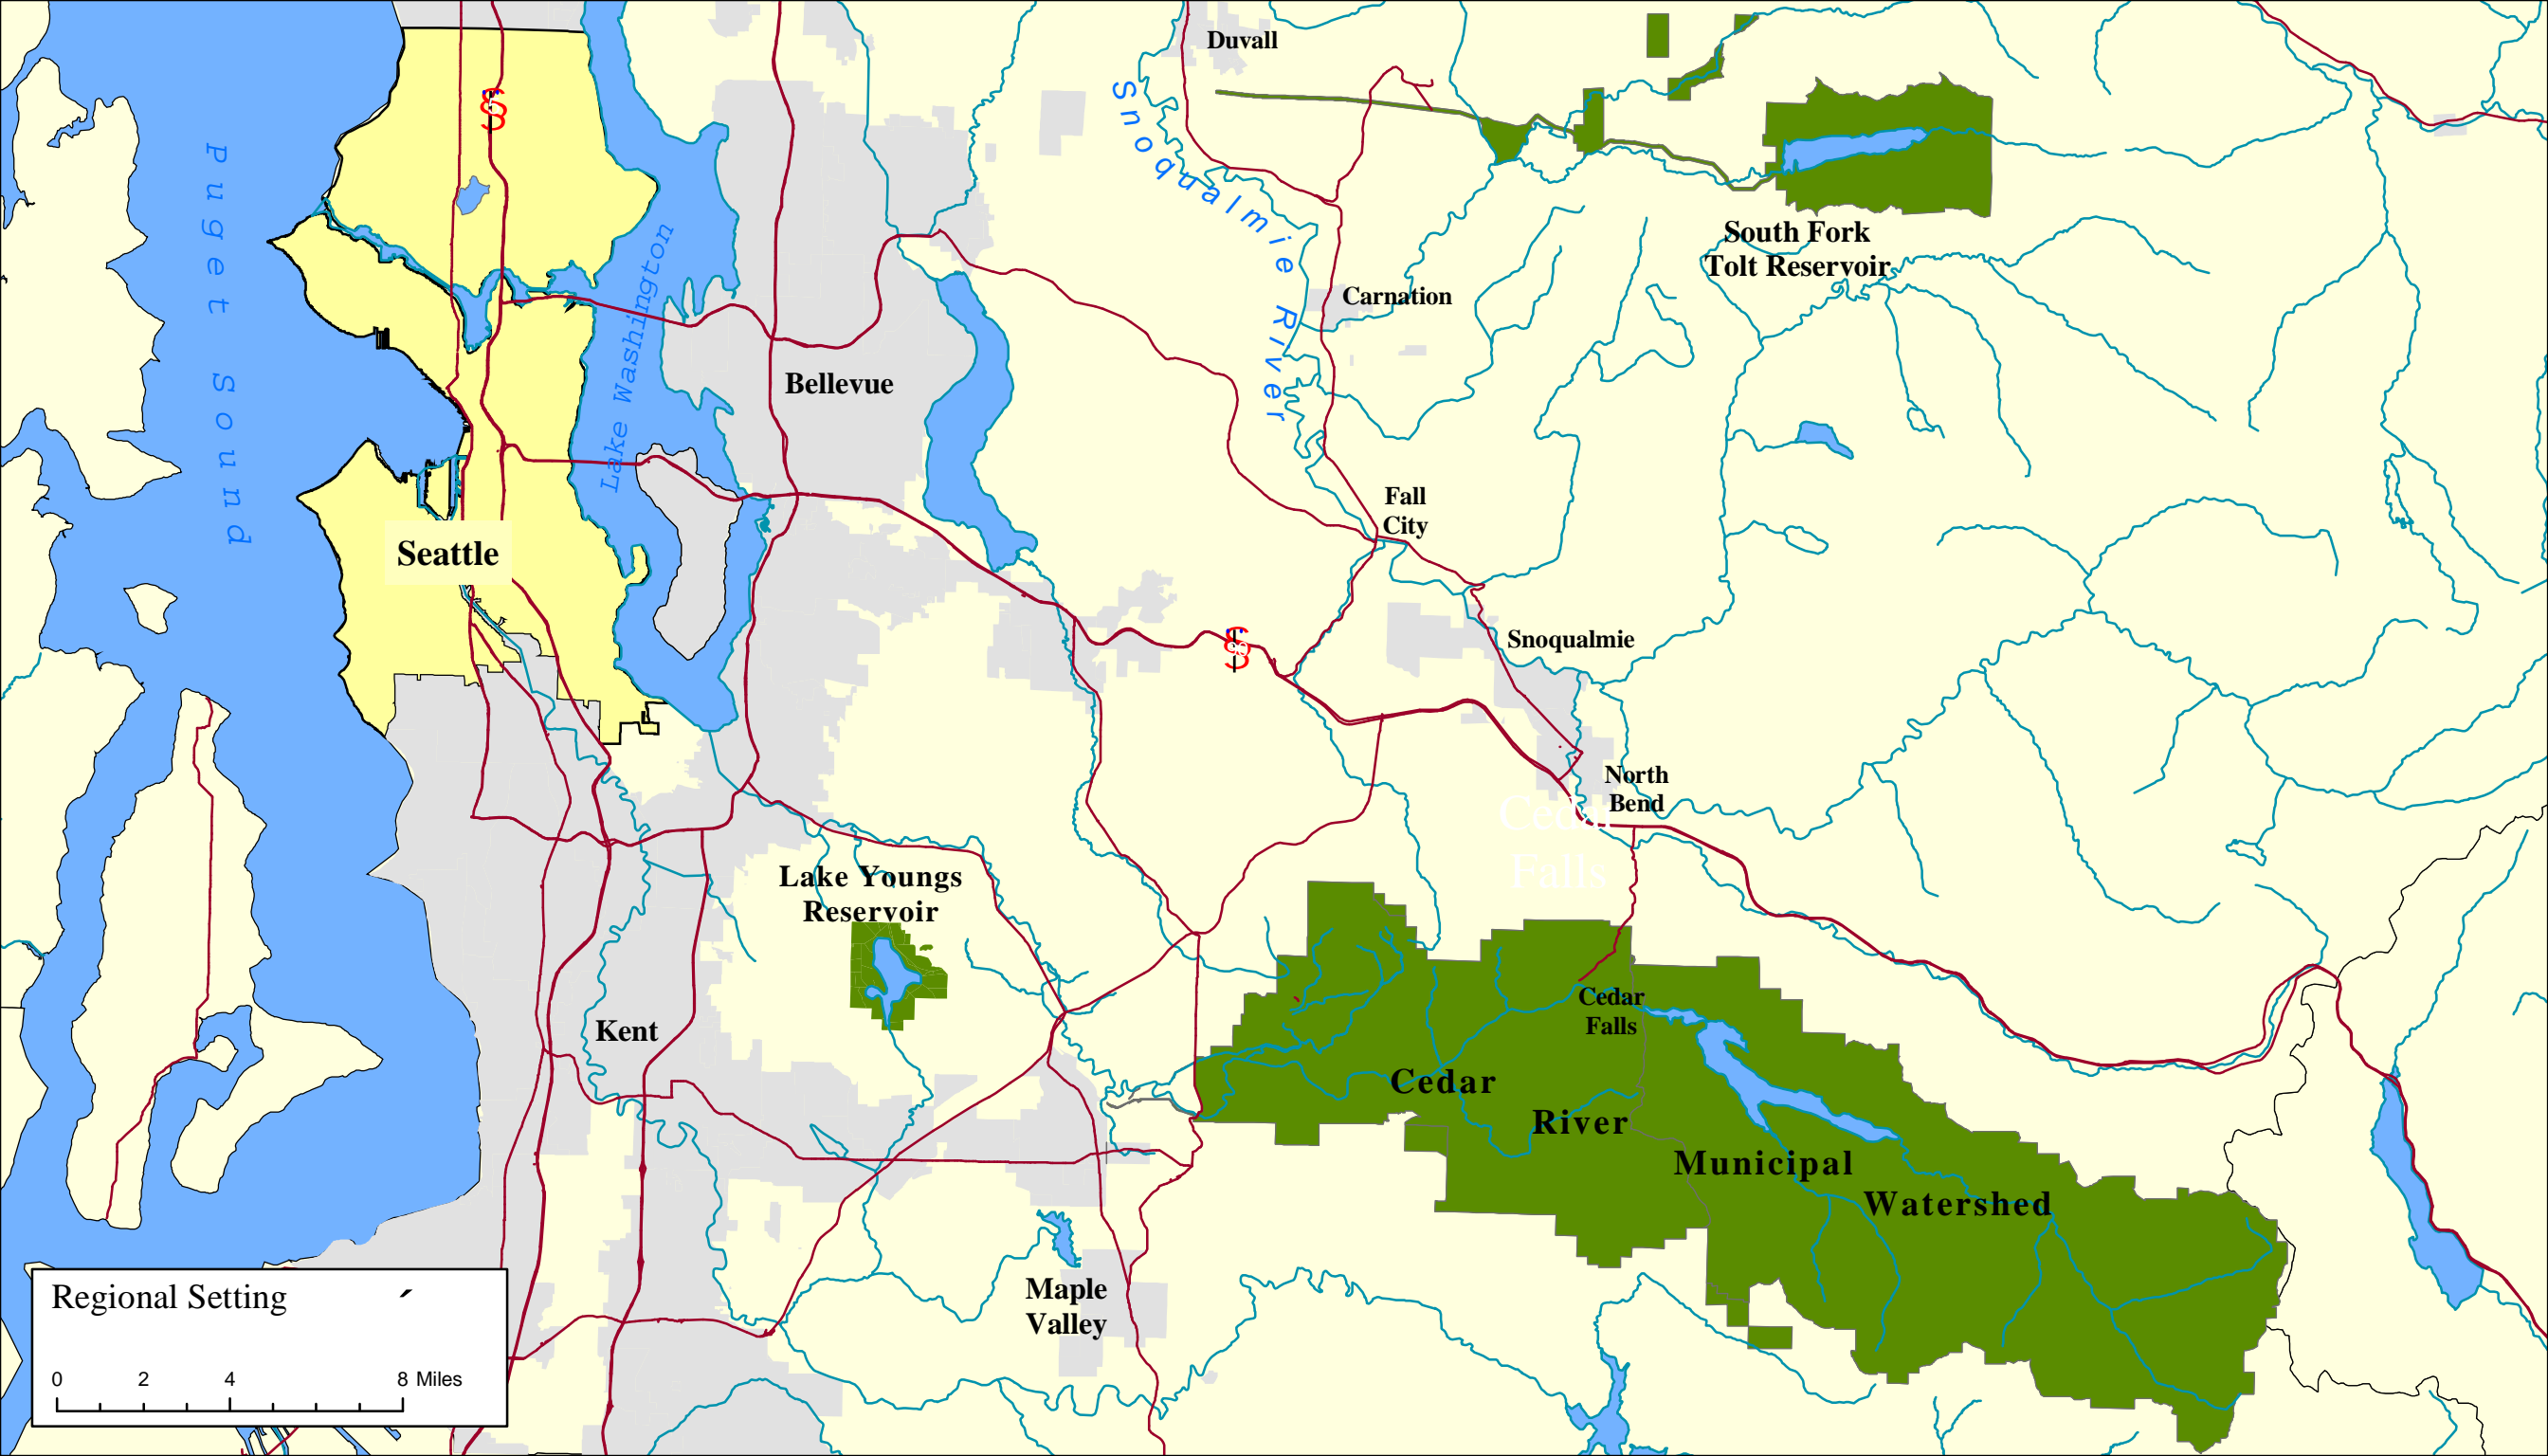 Duvall
Snoqualmie River
Puget Sound
South Fork
Tolt Reservoir
Lake Washington
Carnation
Bellevue
Fall
City
Seattle
Snoqualmie
North
Bend
Cedar
Falls
Lake Youngs
Reservoir
Cedar
Falls
Kent
Cedar
River
Municipal
Watershed
Maple
Valley
Regional Setting
0 2 4 8 Miles